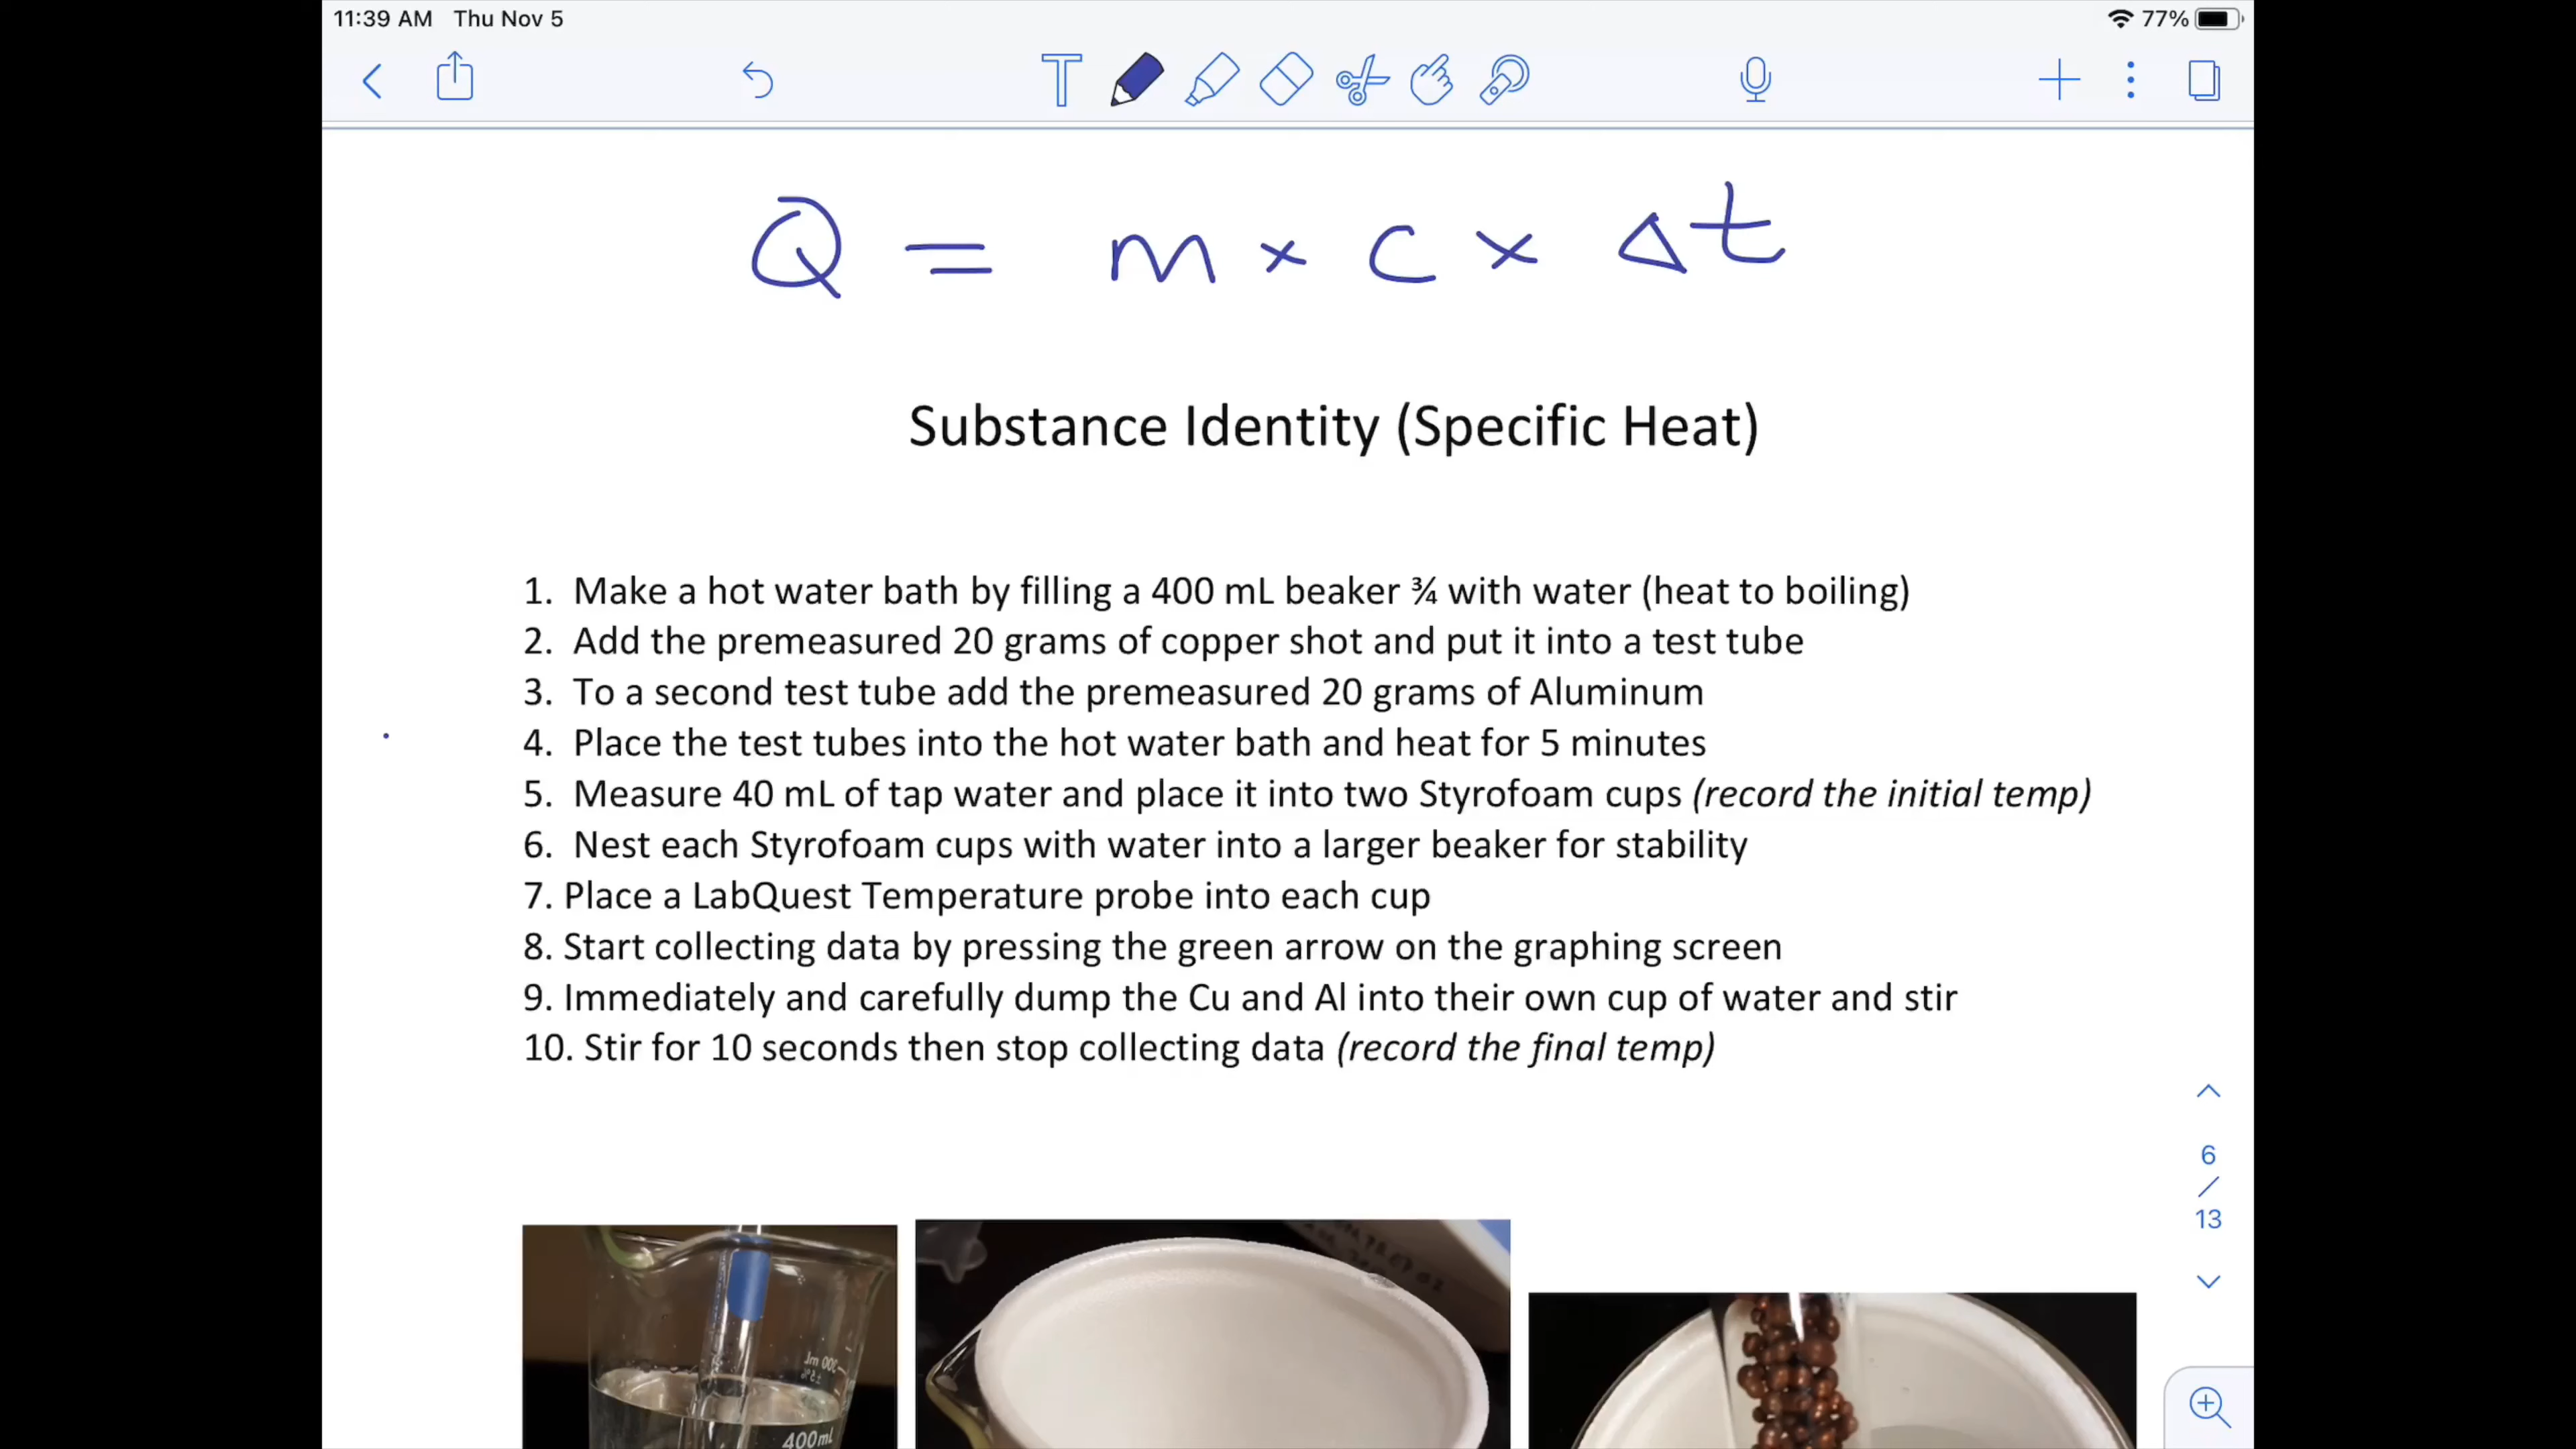 11:39 AM Thu Nov 5
77%
Q = m × c × Δt
Substance Identity (Specific Heat)
1. Make a hot water bath by filling a 400 mL beaker ¾ with water (heat to boiling)
2. Add the premeasured 20 grams of copper shot and put it into a test tube
3. To a second test tube add the premeasured 20 grams of Aluminum
4. Place the test tubes into the hot water bath and heat for 5 minutes
5. Measure 40 mL of tap water and place it into two Styrofoam cups (record the initial temp)
6. Nest each Styrofoam cups with water into a larger beaker for stability
7. Place a LabQuest Temperature probe into each cup
8. Start collecting data by pressing the green arrow on the graphing screen
9. Immediately and carefully dump the Cu and Al into their own cup of water and stir
10. Stir for 10 seconds then stop collecting data (record the final temp)
6
/
13
400mL